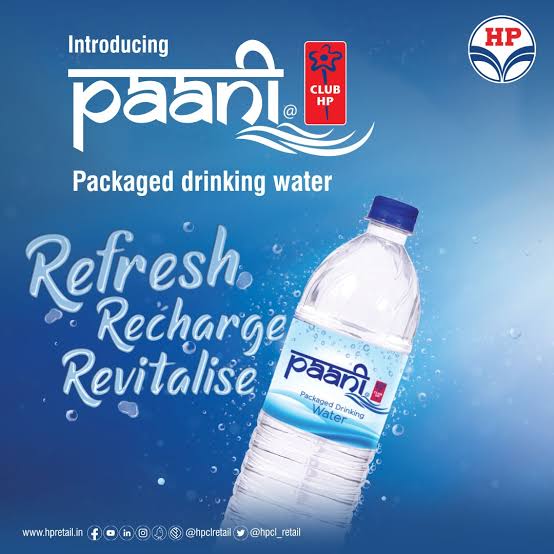 Introducing
HP
paani@
CLUB
HP
Packaged drinking water
Refresh
Recharge
Revitalise
paani
Packaged Drinking
Water
www.hpretail.in @hpclretail @hpcl_retail